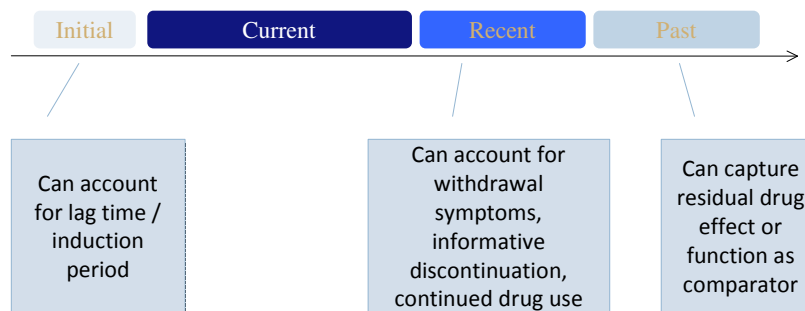 Initial
Current
Recent
Past
Can account
for lag time /
induction
period
Can account for
withdrawal
symptoms,
informative
discontinuation,
continued drug use
Can capture
residual drug
effect or
function as
comparator